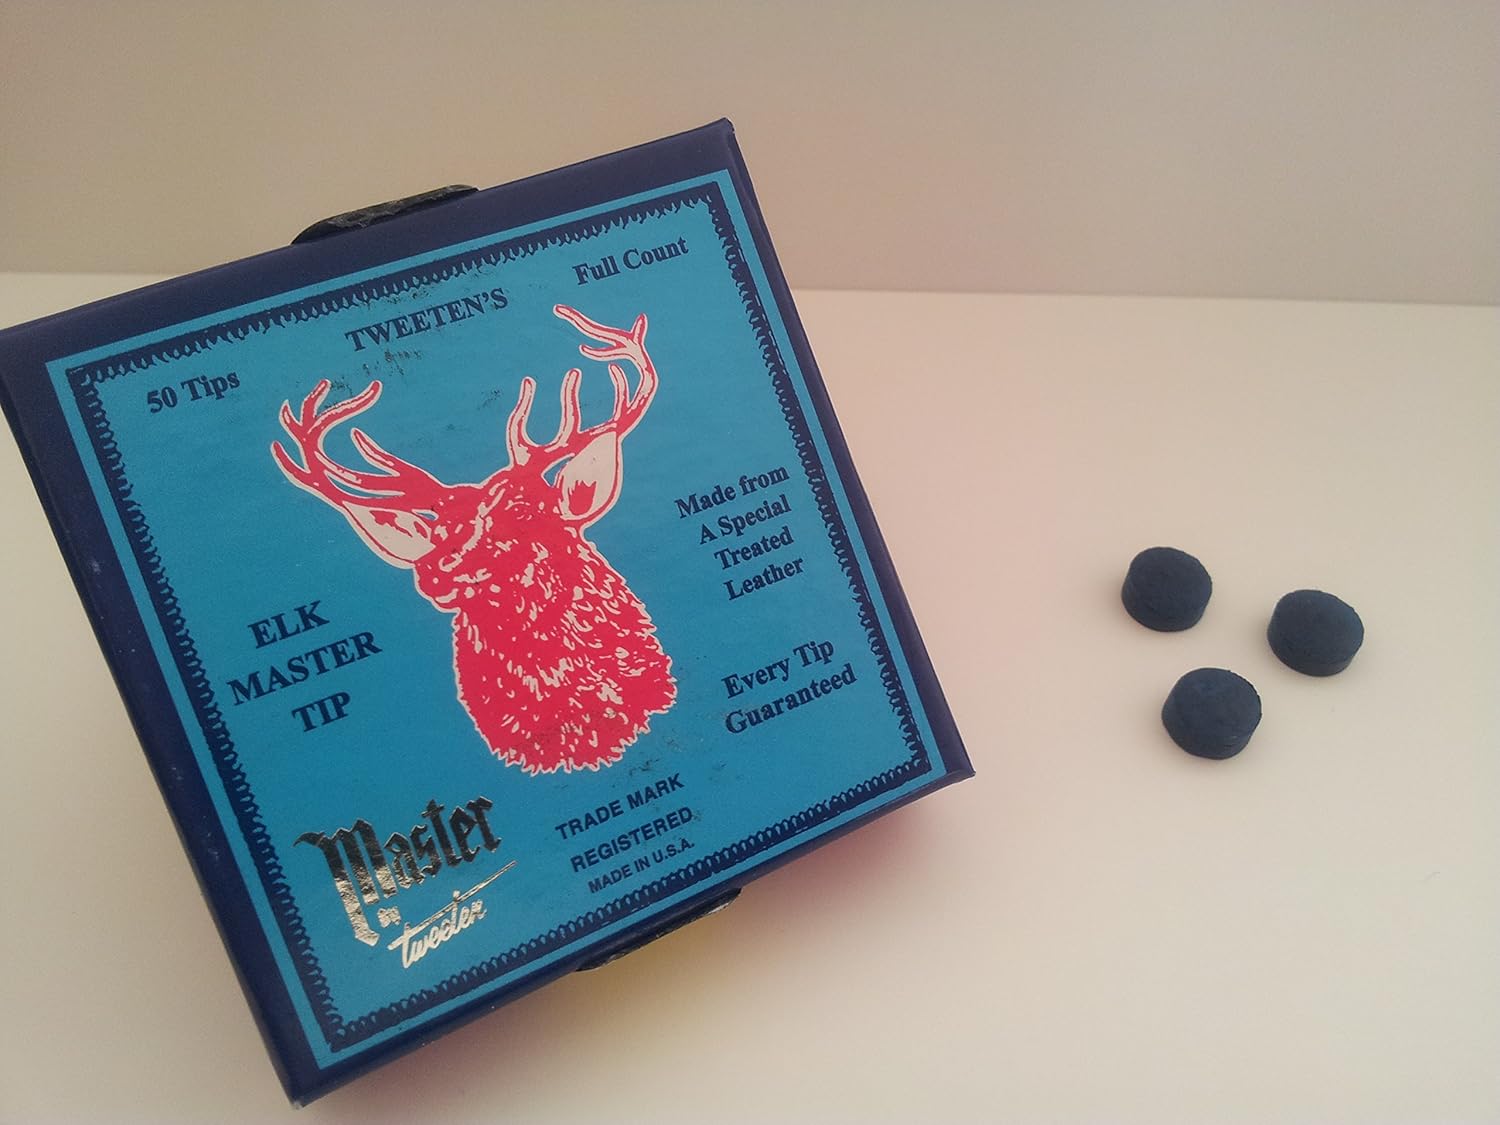 50 Tips
TWEETEN'S
Full Count
Made from
A Special
Treated
Leather
ELK
MASTER
TIP
Every Tip
Guaranteed
Master
by
tweeten
TRADE MARK
REGISTERED
MADE IN U.S.A.